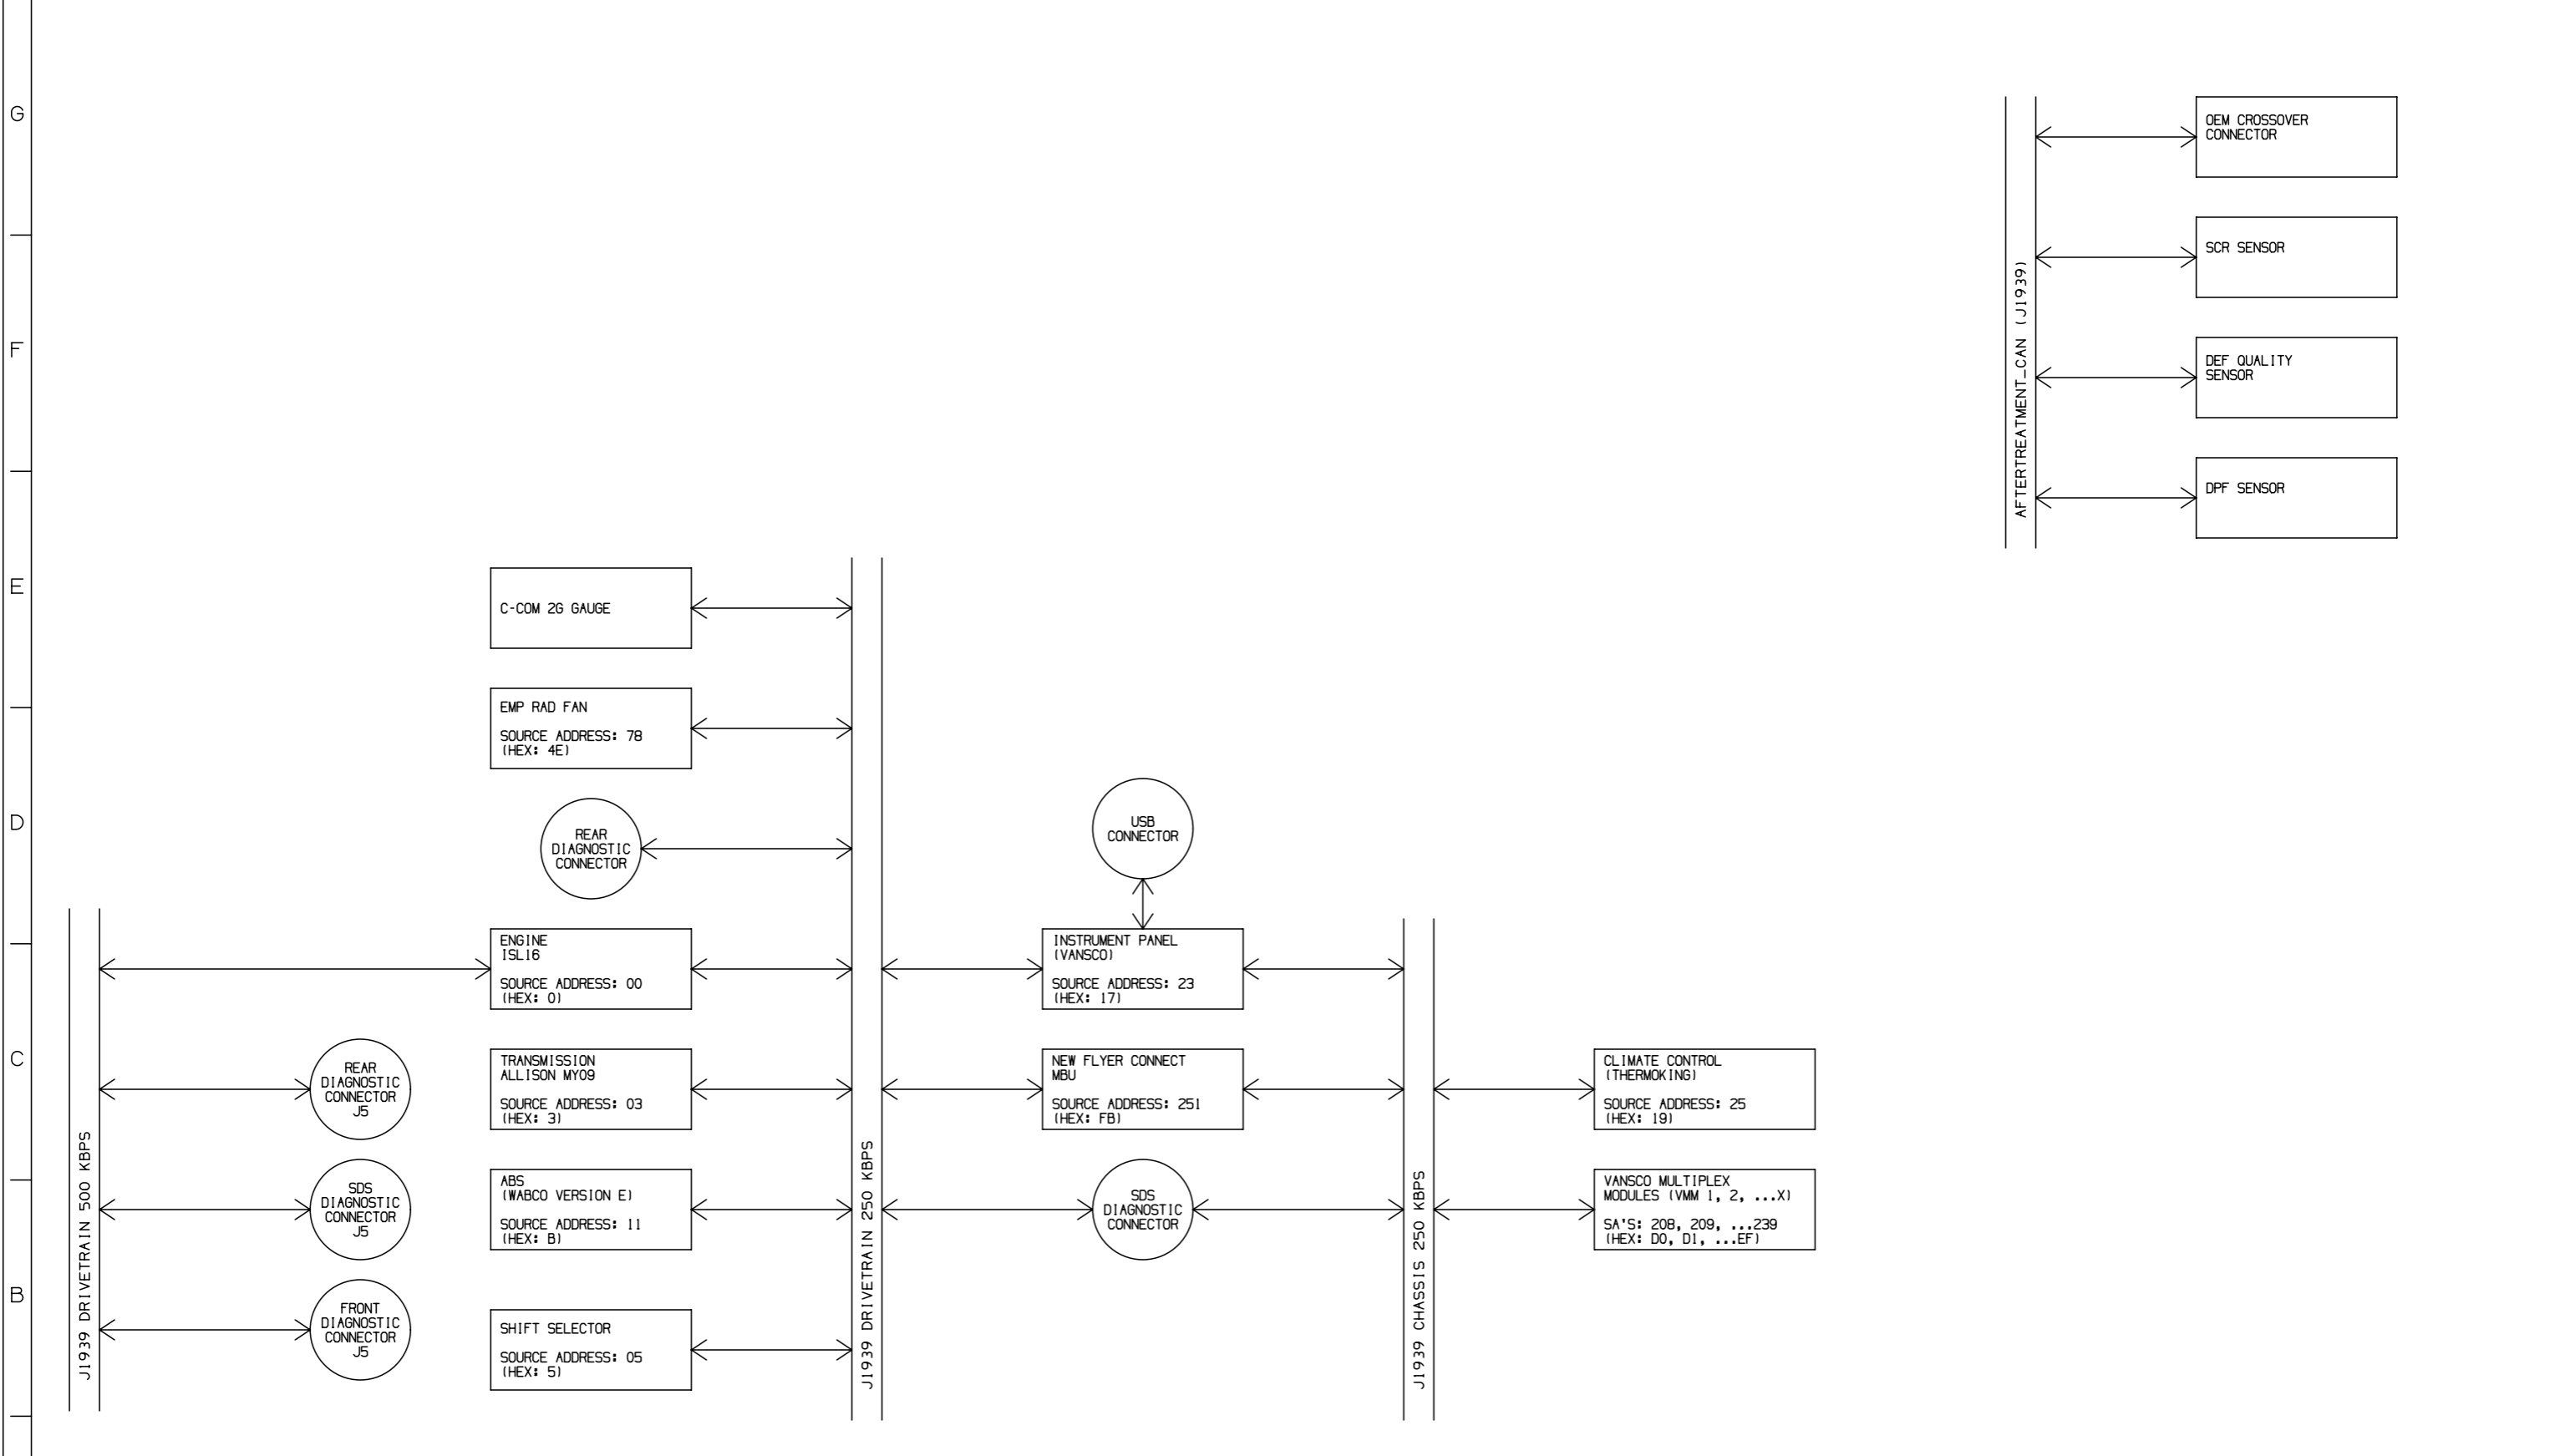 G
F
E
D
C
B
OEM CROSSOVER
CONNECTOR
SCR SENSOR
DEF QUALITY
SENSOR
DPF SENSOR
AFTERTREATMENT_CAN (J1939)
C-COM 2G GAUGE
EMP RAD FAN
SOURCE ADDRESS: 78
(HEX: 4E)
REAR
DIAGNOSTIC
CONNECTOR
USB
CONNECTOR
ENGINE
ISL16
SOURCE ADDRESS: 00
(HEX: 0)
INSTRUMENT PANEL
(VANSCO)
SOURCE ADDRESS: 23
(HEX: 17)
REAR
DIAGNOSTIC
CONNECTOR
J5
TRANSMISSION
ALLISON MY09
SOURCE ADDRESS: 03
(HEX: 3)
NEW FLYER CONNECT
MBU
SOURCE ADDRESS: 251
(HEX: FB)
CLIMATE CONTROL
(THERMOKING)
SOURCE ADDRESS: 25
(HEX: 19)
SDS
DIAGNOSTIC
CONNECTOR
J5
ABS
(WABCO VERSION E)
SOURCE ADDRESS: 11
(HEX: B)
SDS
DIAGNOSTIC
CONNECTOR
VANSCO MULTIPLEX
MODULES (VMM 1, 2, ...X)
SA'S: 208, 209, ...239
(HEX: D0, D1, ...EF)
FRONT
DIAGNOSTIC
CONNECTOR
J5
SHIFT SELECTOR
SOURCE ADDRESS: 05
(HEX: 5)
J1939 DRIVETRAIN 500 KBPS
J1939 DRIVETRAIN 250 KBPS
J1939 CHASSIS 250 KBPS